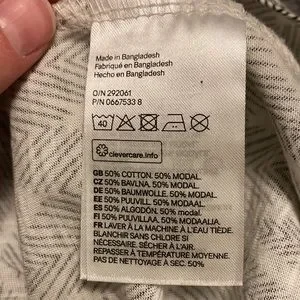 Made in Bangladesh
Fabriqué en Bangladesh
Hecho en Bangladesh
O/N 292061
P/N 0667533 8
40
clevercare.info
GB 50% COTTON. 50% MODAL.
CZ 50% BAVLNA. 50% MODAL.
DE 50% BAUMWOLLE. 50% MODAL.
EE 50% PUUVILL. 50% MODAAL.
ES 50% ALGODÓN. 50% MODAL.
FI 50% PUUVILLAA. 50% MODAALIA.
FR LAVER À LA MACHINE À L'EAU TIÈDE.
BLANCHIR SANS CHLORE SI
NÉCESSAIRE. SÉCHER À L'AIR.
REPASSER À TEMPÉRATURE MOYENNE.
PAS DE NETTOYAGE À SEC. 50%